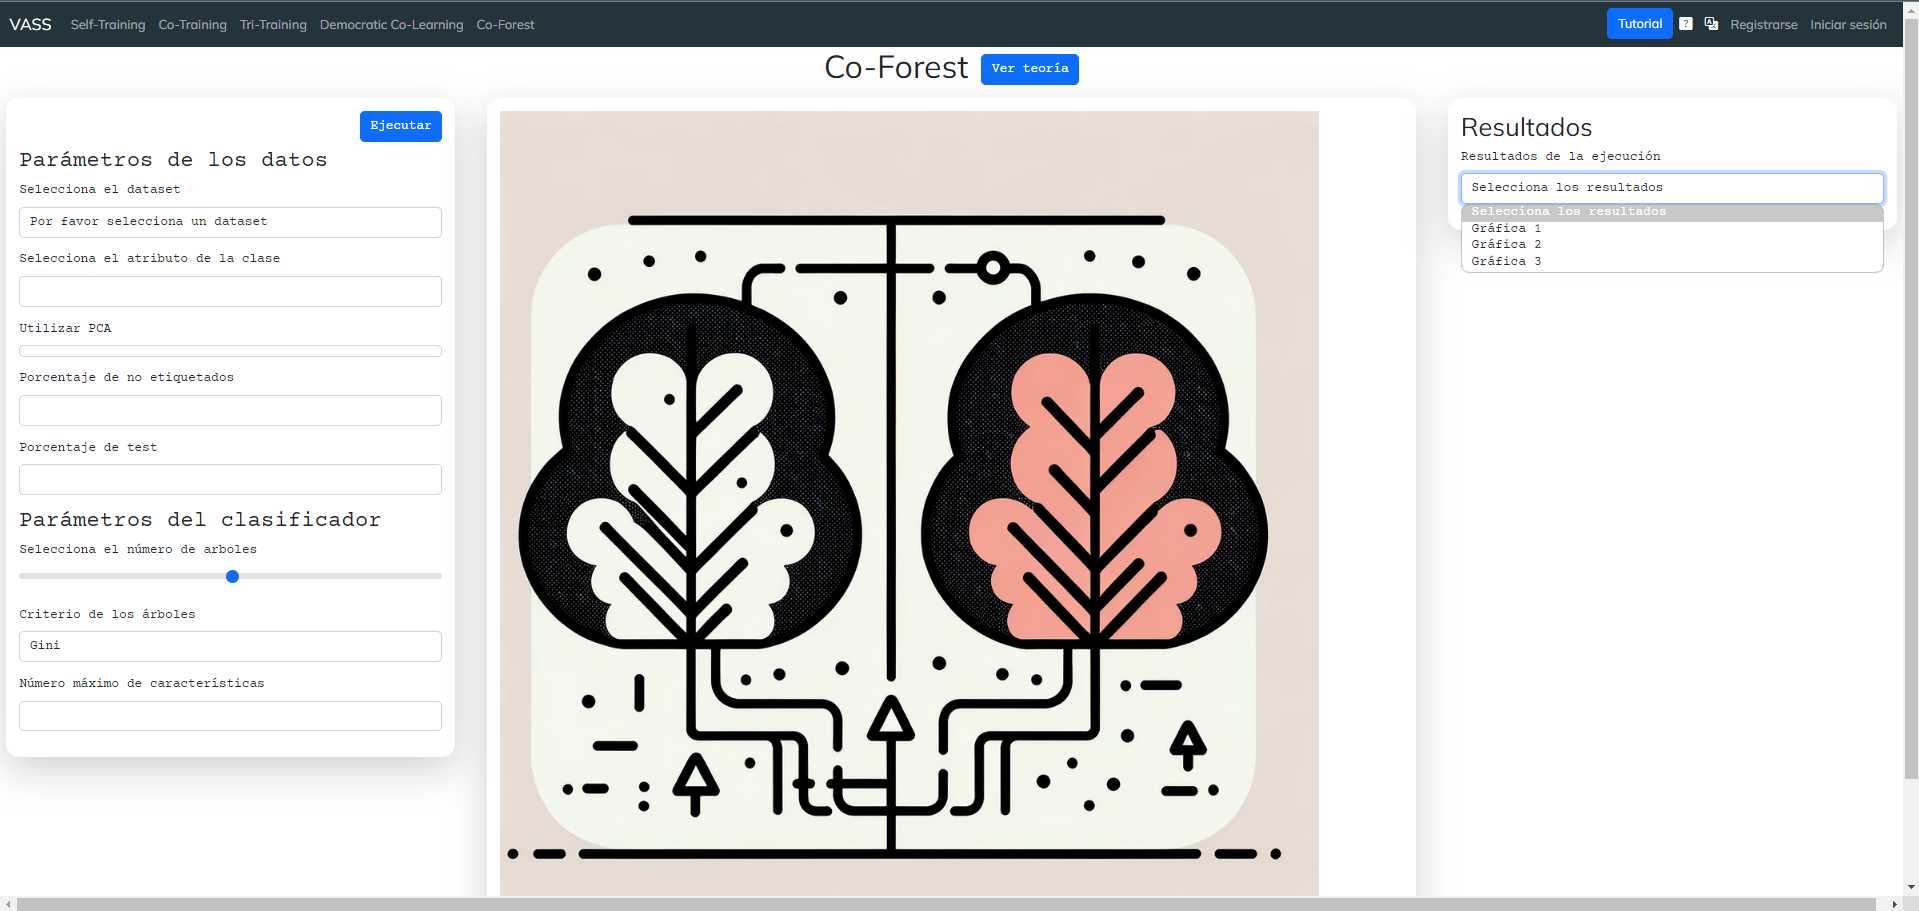 VASS Self-Training Co-Training Tri-Training Democratic Co-Learning Co-Forest Tutorial ? Registrarse Iniciar sesión
Co-Forest Ver teoría
Ejecutar
Parámetros de los datos
Selecciona el dataset
Por favor selecciona un dataset
Selecciona el atributo de la clase
Utilizar PCA
Porcentaje de no etiquetados
Porcentaje de test
Parámetros del clasificador
Selecciona el número de arboles
Criterio de los árboles
Gini
Número máximo de características
Resultados
Resultados de la ejecución
Selecciona los resultados
Selecciona los resultados
Gráfica 1
Gráfica 2
Gráfica 3